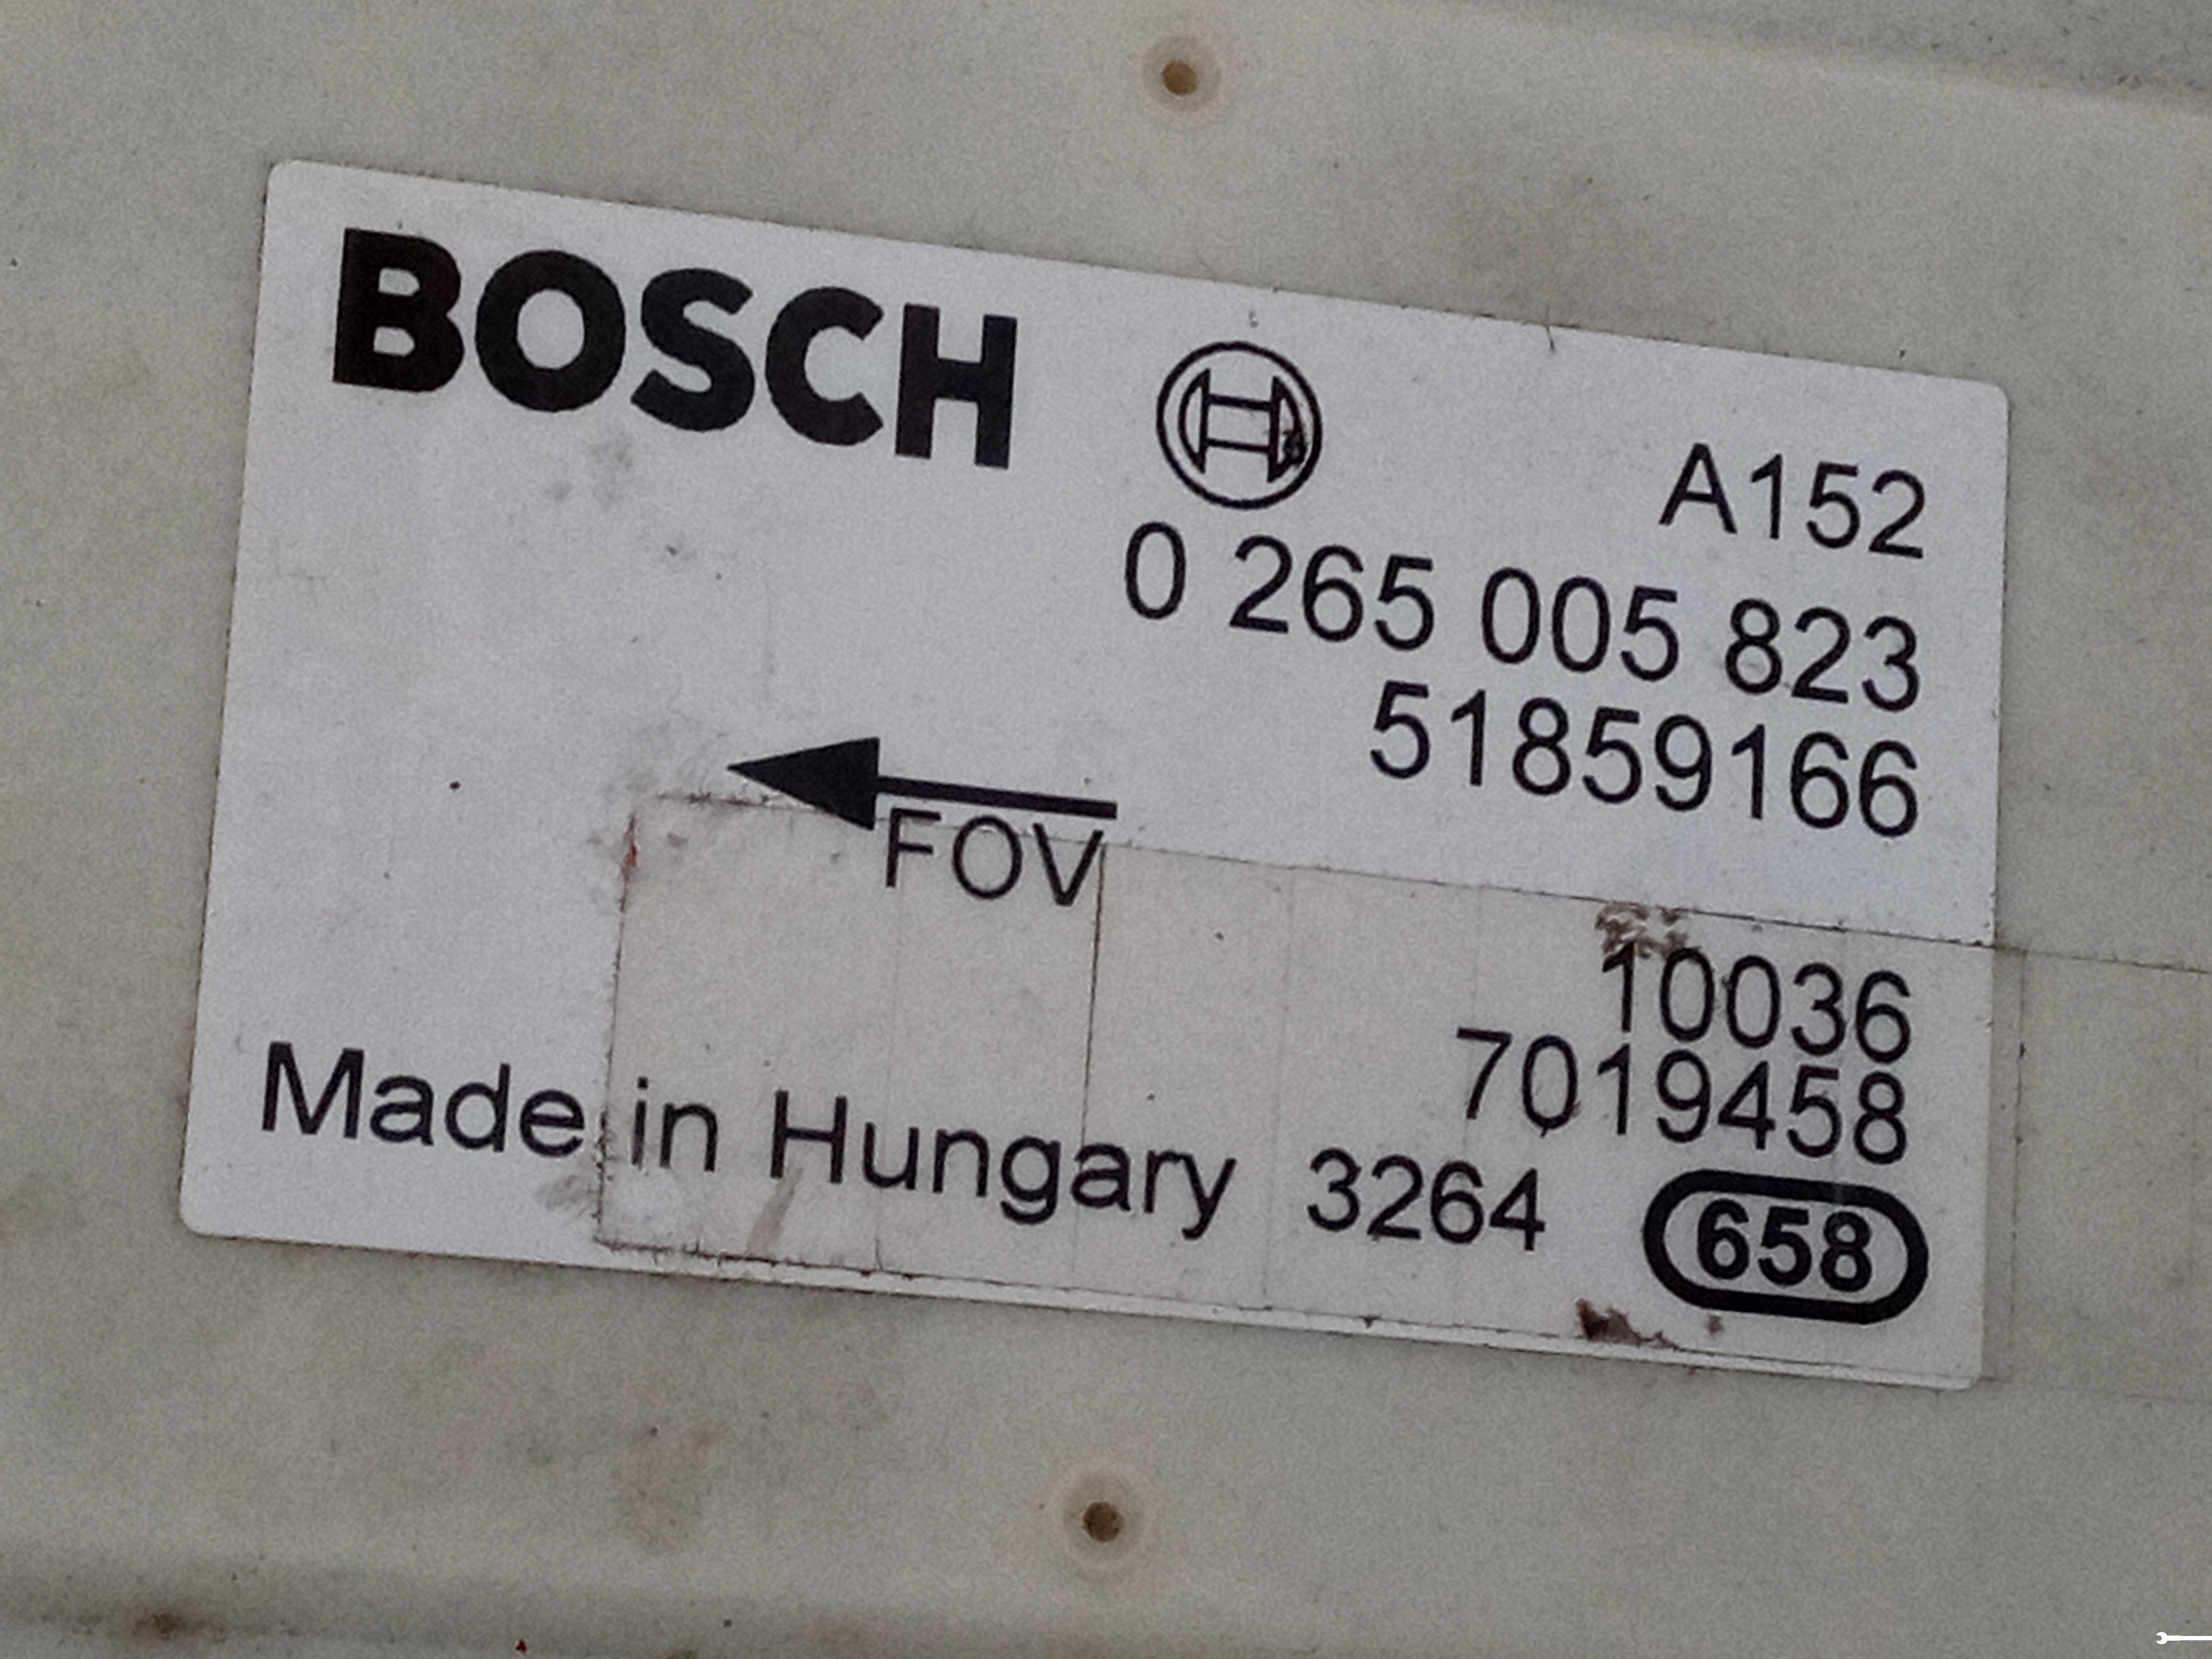 BOSCH
A152
0 265 005 823
51859166
FOV
10036
7019458
Made in Hungary 3264
658